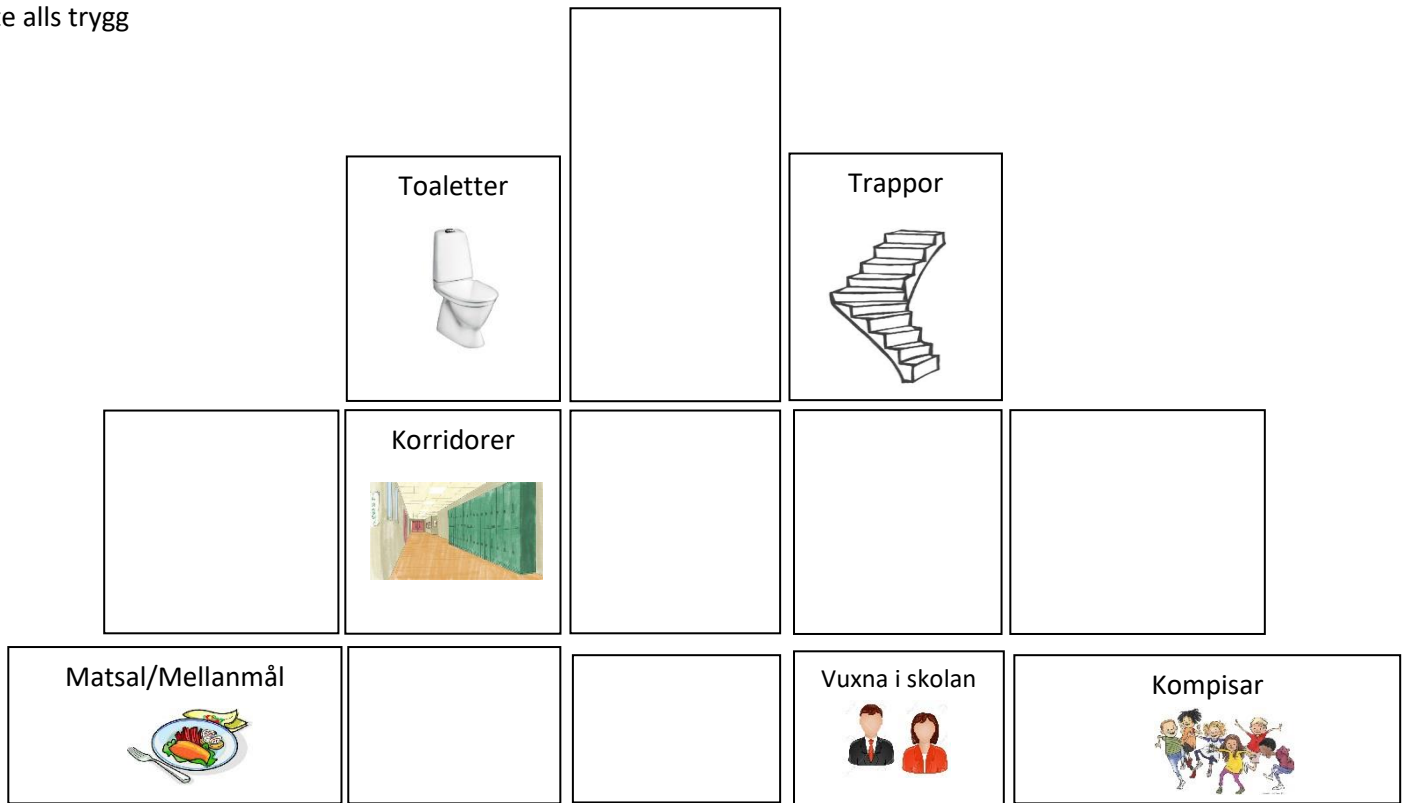 alls trygg
Toaletter
Trappor
Korridorer
Matsal/Mellanmål
Vuxna i skolan
Kompisar